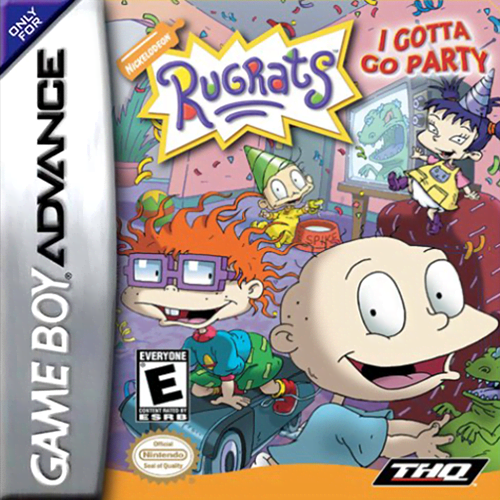 ONLY
FOR
GAME BOY ADVANCE
NICKELODEON
RUGRATS
I GOTTA
GO PARTY
SPIKE
EVERYONE
E
CONTENT RATED BY
ESRB
Official
Nintendo
Seal of Quality
THQ